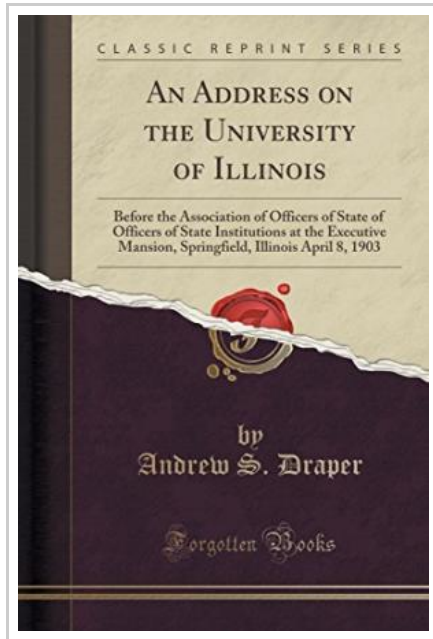 CLASSIC REPRINT SERIES
AN ADDRESS ON
THE UNIVERSITY
OF ILLINOIS
Before the Association of Officers of State of
Officers of State Institutions at the Executive
Mansion, Springfield, Illinois April 8, 1903
by
Andrew S. Draper
Forgotten Books